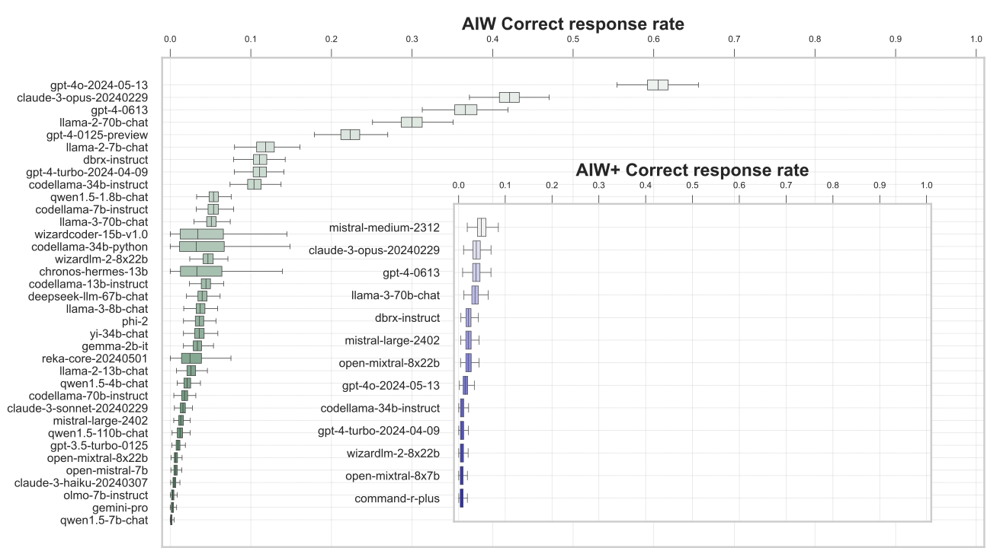 AIW Correct response rate
0.0 0.1 0.2 0.3 0.4 0.5 0.6 0.7 0.8 0.9 1.0
gpt-4o-2024-05-13
claude-3-opus-20240229
gpt-4-0613
llama-2-70b-chat
gpt-4-0125-preview
llama-2-7b-chat
dbrx-instruct
gpt-4-turbo-2024-04-09
codellama-34b-instruct
qwen1.5-1.8b-chat
codellama-7b-instruct
llama-3-70b-chat
wizardcoder-15b-v1.0
codellama-34b-python
wizardlm-2-8x22b
chronos-hermes-13b
codellama-13b-instruct
deepseek-llm-67b-chat
llama-3-8b-chat
phi-2
yi-34b-chat
gemma-2b-it
reka-core-20240501
llama-2-13b-chat
qwen1.5-4b-chat
codellama-70b-instruct
claude-3-sonnet-20240229
mistral-large-2402
qwen1.5-110b-chat
gpt-3.5-turbo-0125
open-mixtral-8x22b
open-mistral-7b
claude-3-haiku-20240307
olmo-7b-instruct
gemini-pro
qwen1.5-7b-chat
AIW+ Correct response rate
0.0 0.1 0.2 0.3 0.4 0.5 0.6 0.7 0.8 0.9 1.0
mistral-medium-2312
claude-3-opus-20240229
gpt-4-0613
llama-3-70b-chat
dbrx-instruct
mistral-large-2402
open-mixtral-8x22b
gpt-4o-2024-05-13
codellama-34b-instruct
gpt-4-turbo-2024-04-09
wizardlm-2-8x22b
open-mixtral-8x7b
command-r-plus